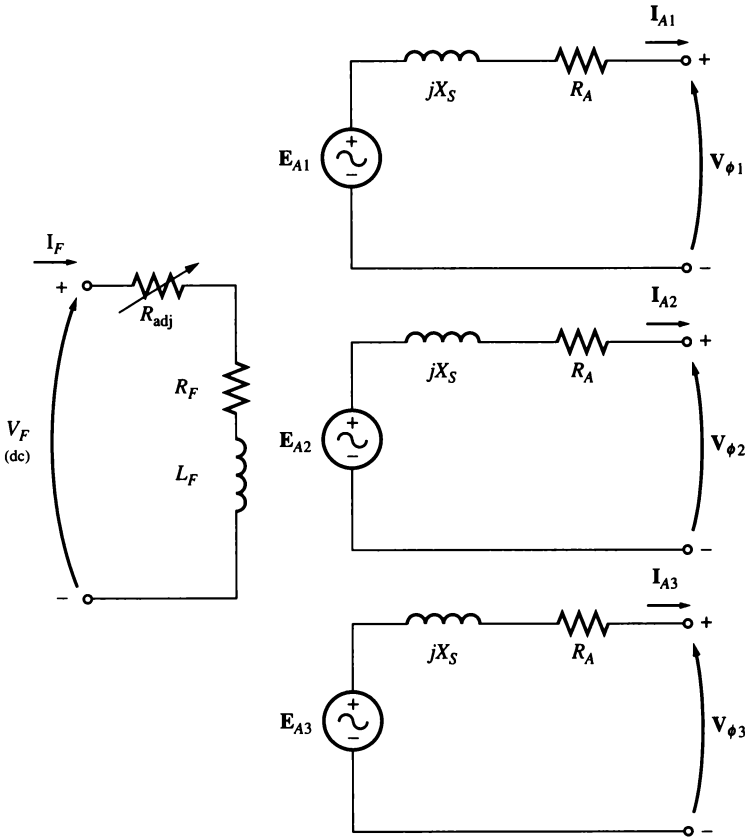 I_A1
+
jX_S
R_A
+
E_A1
−
V_ϕ1
−
I_F
+
R_adj
R_F
V_F
(dc)
L_F
−
I_A2
+
jX_S
R_A
+
E_A2
−
V_ϕ2
−
I_A3
+
jX_S
R_A
+
E_A3
−
V_ϕ3
−